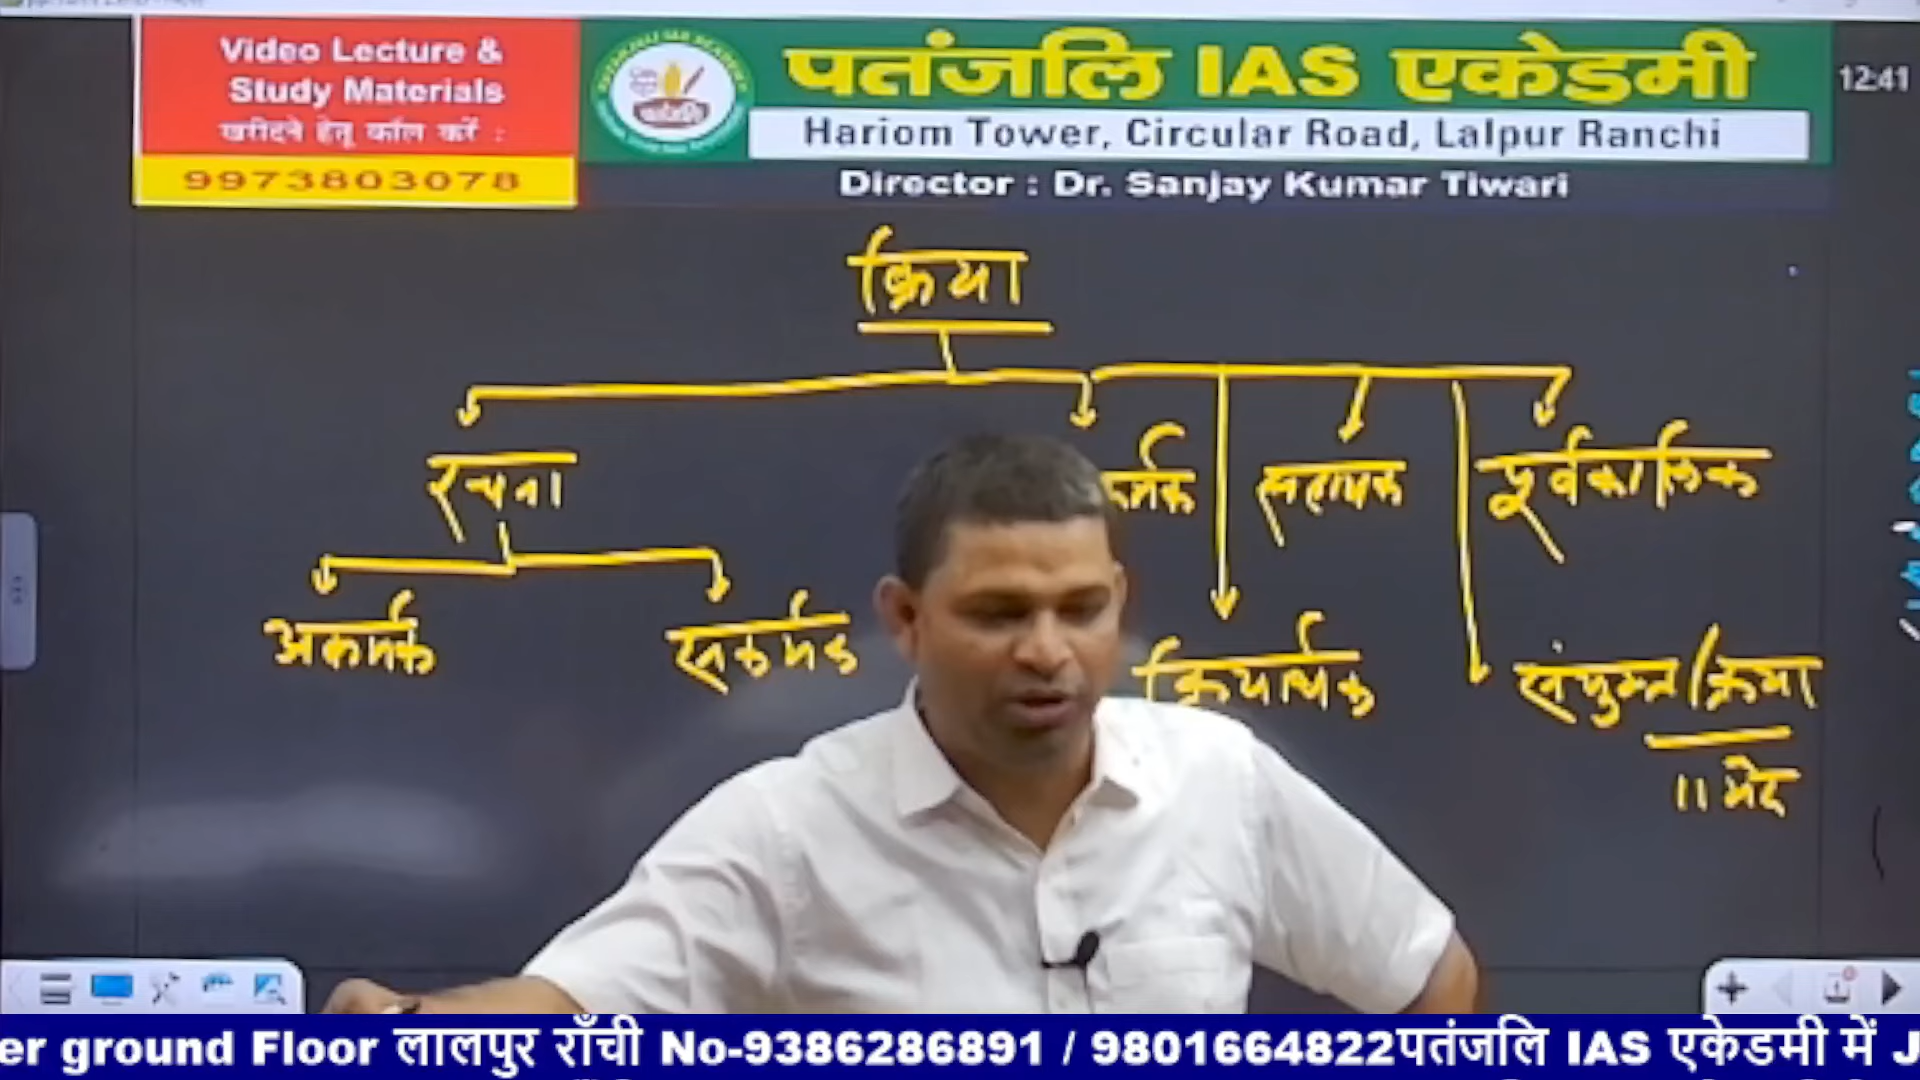 Video Lecture &
Study Materials
खरीदने हेतू कॉल करें :
9973803078
पतंजलि IAS एकेडमी
Hariom Tower, Circular Road, Lalpur Ranchi
Director : Dr. Sanjay Kumar Tiwari
12:41
क्रिया
रचना
सहायक
पूर्वकालिक
अकर्मक
सकर्मक
संयुक्त क्रिया
11 भेद
er ground Floor लालपुर राँची No-9386286891 / 9801664822पतंजलि IAS एकेडमी में J